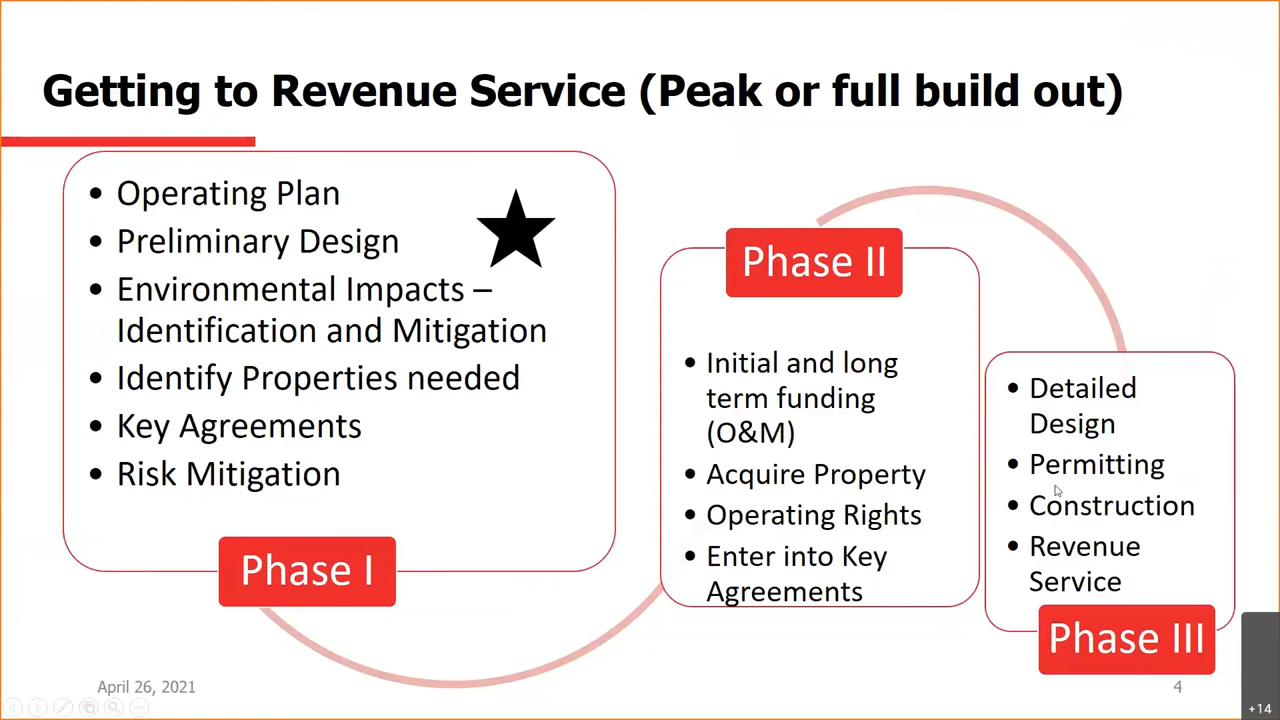 Getting to Revenue Service (Peak or full build out)
• Operating Plan
• Preliminary Design
• Environmental Impacts –
Identification and Mitigation
• Identify Properties needed
• Key Agreements
• Risk Mitigation
Phase I
Phase II
• Initial and long
term funding
(O&M)
• Acquire Property
• Operating Rights
• Enter into Key
Agreements
• Detailed
Design
• Permitting
• Construction
• Revenue
Service
Phase III
April 26, 2021
4
+14